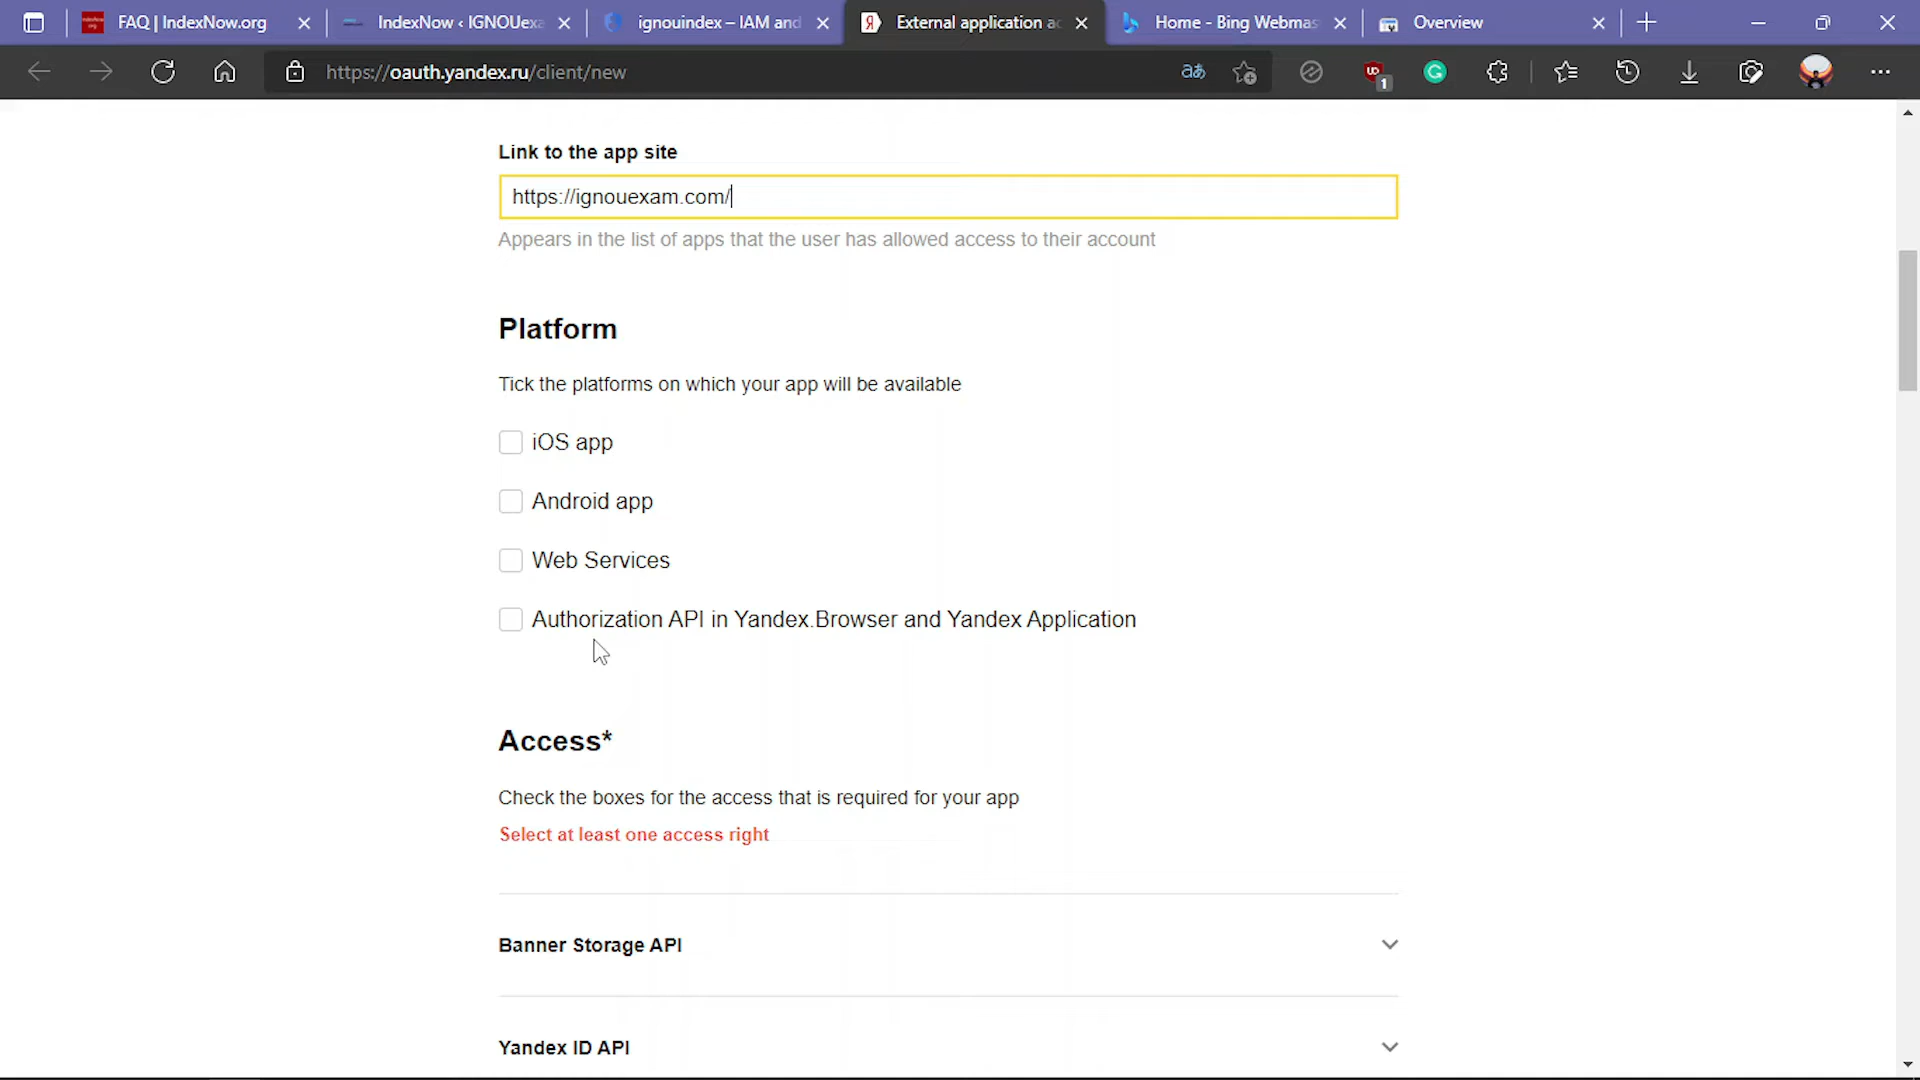 FAQ | IndexNow.org
IndexNow ‹ IGNOUexa
ignouindex – IAM and
External application ac
Home - Bing Webmas
Overview
https://oauth.yandex.ru/client/new
1
Link to the app site
https://ignouexam.com/
Appears in the list of apps that the user has allowed access to their account
Platform
Tick the platforms on which your app will be available
iOS app
Android app
Web Services
Authorization API in Yandex.Browser and Yandex Application
Access*
Check the boxes for the access that is required for your app
Select at least one access right
Banner Storage API
Yandex ID API